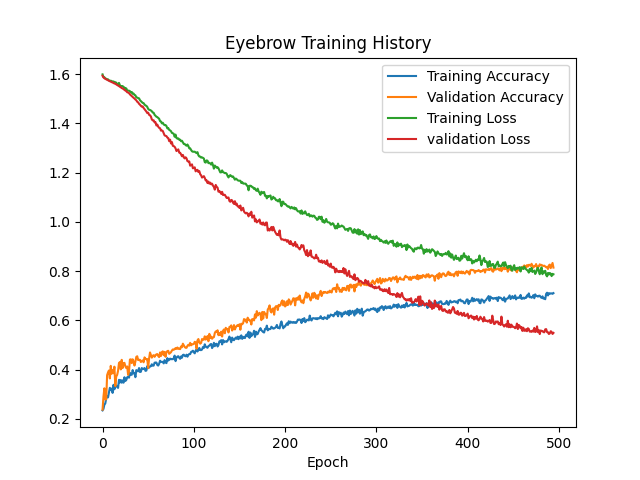 Eyebrow Training History
1.6
1.4
1.2
1.0
0.8
0.6
0.4
0.2
Training Accuracy
Validation Accuracy
Training Loss
validation Loss
0 100 200 300 400 500
Epoch